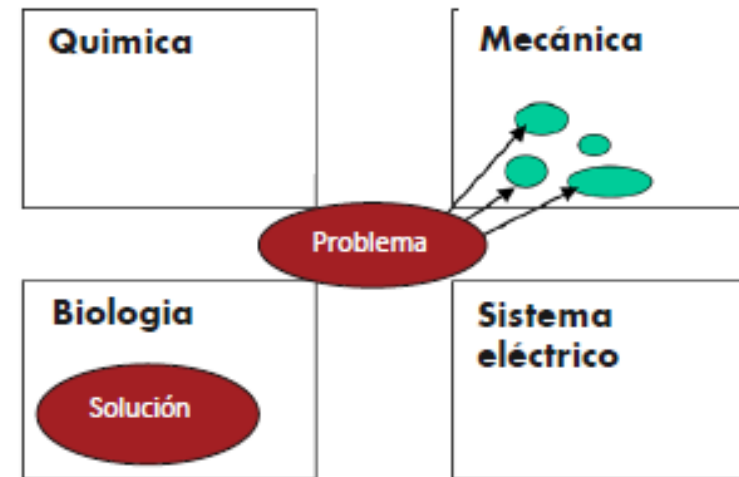 Quimica
Mecánica
Problema
Biologia
Sistema
eléctrico
Solución